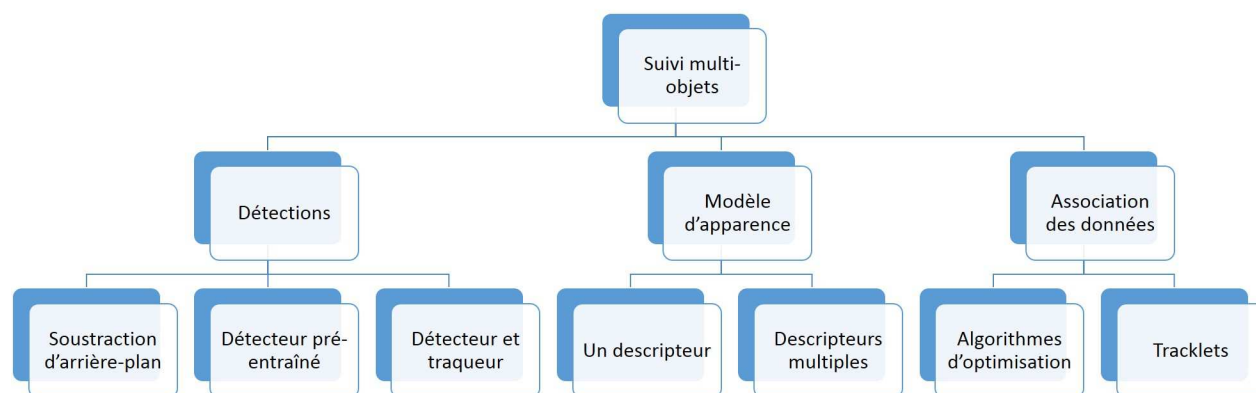 Suivi multi-
objets
Détections
Modèle
d’apparence
Association
des données
Soustraction
d’arrière-plan
Détecteur pré-
entraîné
Détecteur et
traqueur
Un descripteur
Descripteurs
multiples
Algorithmes
d’optimisation
Tracklets